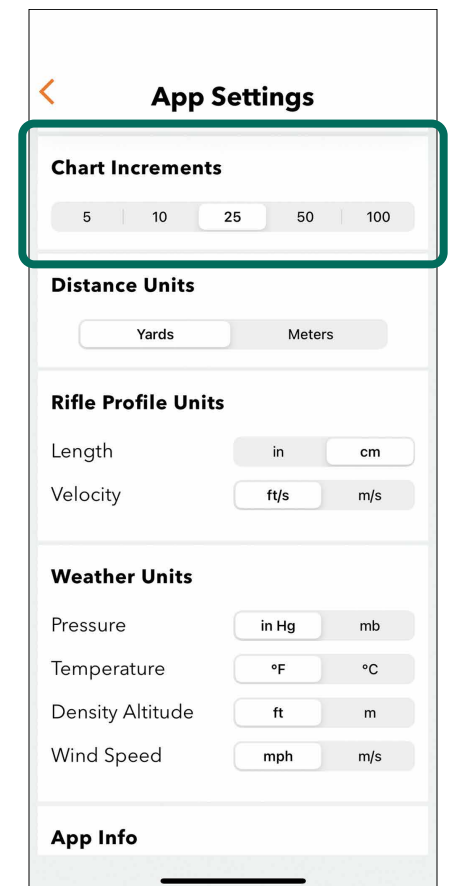 App Settings
Chart Increments
5 10 25 50 100
Distance Units
Yards Meters
Rifle Profile Units
Length in cm
Velocity ft/s m/s
Weather Units
Pressure in Hg mb
Temperature °F °C
Density Altitude ft m
Wind Speed mph m/s
App Info